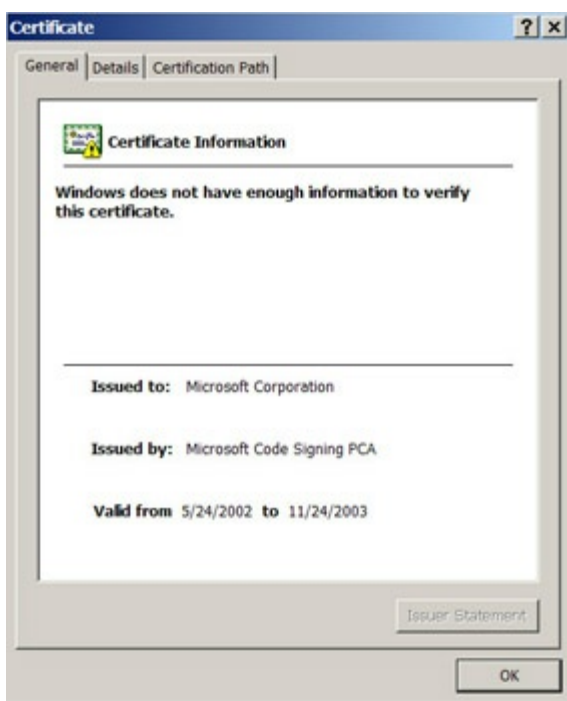 Certificate
General Details Certification Path
Certificate Information
Windows does not have enough information to verify
this certificate.
Issued to: Microsoft Corporation
Issued by: Microsoft Code Signing PCA
Valid from 5/24/2002 to 11/24/2003
Issuer Statement
OK